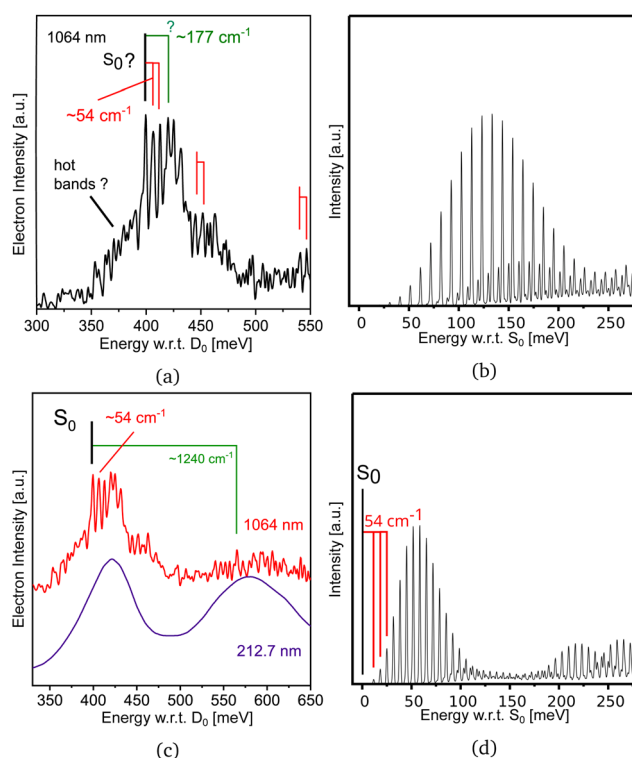 1064 nm
?
~177 cm-1
S0?
~54 cm-1
hot
bands ?
Electron Intensity [a.u.]
300 350 400 450 500 550
Energy w.r.t. D0 [meV]
(a)
Intensity [a.u.]
0 50 100 150 200 250
Energy w.r.t. S0 [meV]
(b)
S0
~54 cm-1
~1240 cm-1
1064 nm
212.7 nm
Electron Intensity [a.u.]
400 450 500 550 600 650
Energy w.r.t. D0 [meV]
(c)
S0
54 cm-1
Intensity [a.u.]
0 50 100 150 200 250
Energy w.r.t. S0 [meV]
(d)